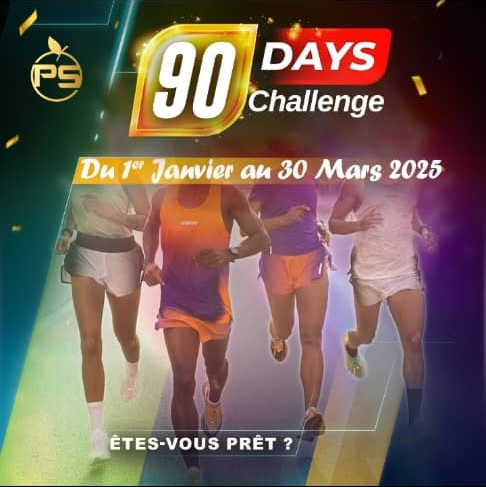 PS
90 DAYS
Challenge
Du 1er Janvier au 30 Mars 2025
ÊTES-VOUS PRÊT ?